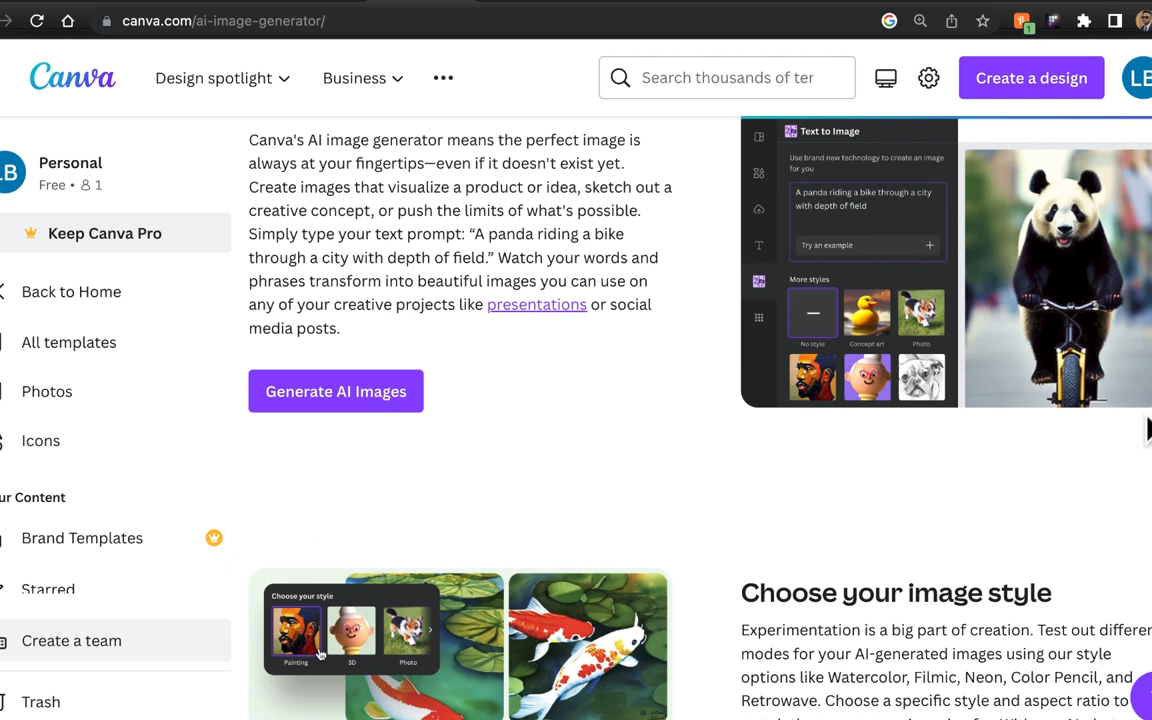 canva.com/ai-image-generator/
1
Canva
Design spotlight
Business
Search thousands of ter
Create a design
LB
LB
Personal
Free • 1
Keep Canva Pro
Back to Home
All templates
Photos
Icons
ur Content
Brand Templates
Starred
Create a team
Trash
Canva's AI image generator means the perfect image is
always at your fingertips—even if it doesn't exist yet.
Create images that visualize a product or idea, sketch out a
creative concept, or push the limits of what's possible.
Simply type your text prompt: “A panda riding a bike
through a city with depth of field.” Watch your words and
phrases transform into beautiful images you can use on
any of your creative projects like presentations or social
media posts.
Generate AI Images
Text to Image
Use brand new technology to create an image
for you
A panda riding a bike through a city
with depth of field
Try an example
More styles
No style
Concept art
Photo
Choose your style
Painting
3D
Photo
Choose your image style
Experimentation is a big part of creation. Test out differen
modes for your AI-generated images using our style
options like Watercolor, Filmic, Neon, Color Pencil, and
Retrowave. Choose a specific style and aspect ratio to